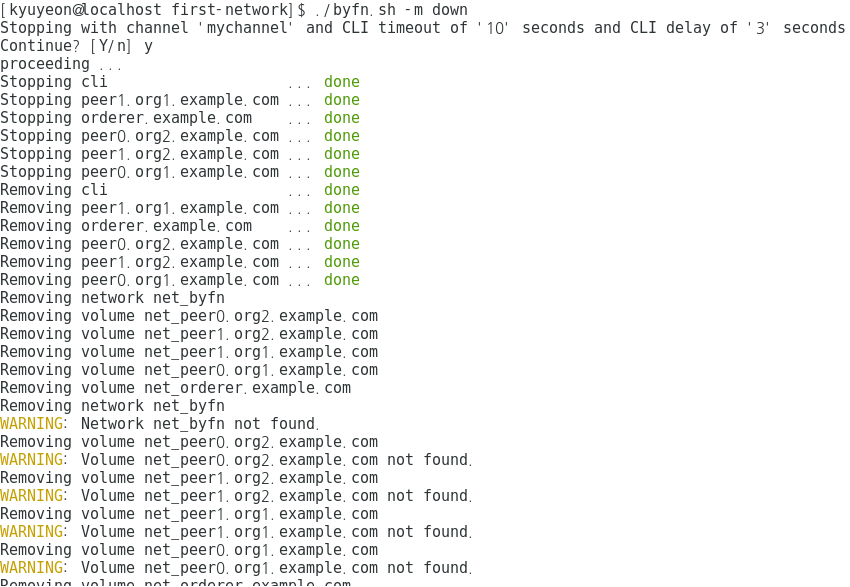 [kyuyeon@localhost first-network]$ ./byfn.sh -m down
Stopping with channel 'mychannel' and CLI timeout of '10' seconds and CLI delay of '3' seconds
Continue? [Y/n] y
proceeding ...
Stopping cli                    ... done
Stopping peer1.org1.example.com ... done
Stopping orderer.example.com    ... done
Stopping peer0.org2.example.com ... done
Stopping peer1.org2.example.com ... done
Stopping peer0.org1.example.com ... done
Removing cli                    ... done
Removing peer1.org1.example.com ... done
Removing orderer.example.com    ... done
Removing peer0.org2.example.com ... done
Removing peer1.org2.example.com ... done
Removing peer0.org1.example.com ... done
Removing network net_byfn
Removing volume net_peer0.org2.example.com
Removing volume net_peer1.org2.example.com
Removing volume net_peer1.org1.example.com
Removing volume net_peer0.org1.example.com
Removing volume net_orderer.example.com
Removing network net_byfn
WARNING: Network net_byfn not found.
Removing volume net_peer0.org2.example.com
WARNING: Volume net_peer0.org2.example.com not found.
Removing volume net_peer1.org2.example.com
WARNING: Volume net_peer1.org2.example.com not found.
Removing volume net_peer1.org1.example.com
WARNING: Volume net_peer1.org1.example.com not found.
Removing volume net_peer0.org1.example.com
WARNING: Volume net_peer0.org1.example.com not found.
Removing volume net_orderer.example.com